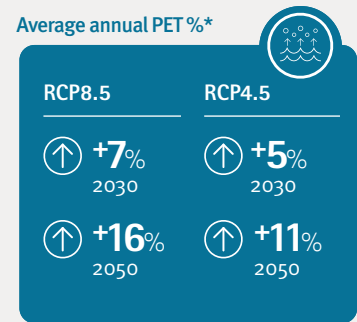 Average annual PET %*
RCP8.5
+7%
2030
+16%
2050
RCP4.5
+5%
2030
+11%
2050